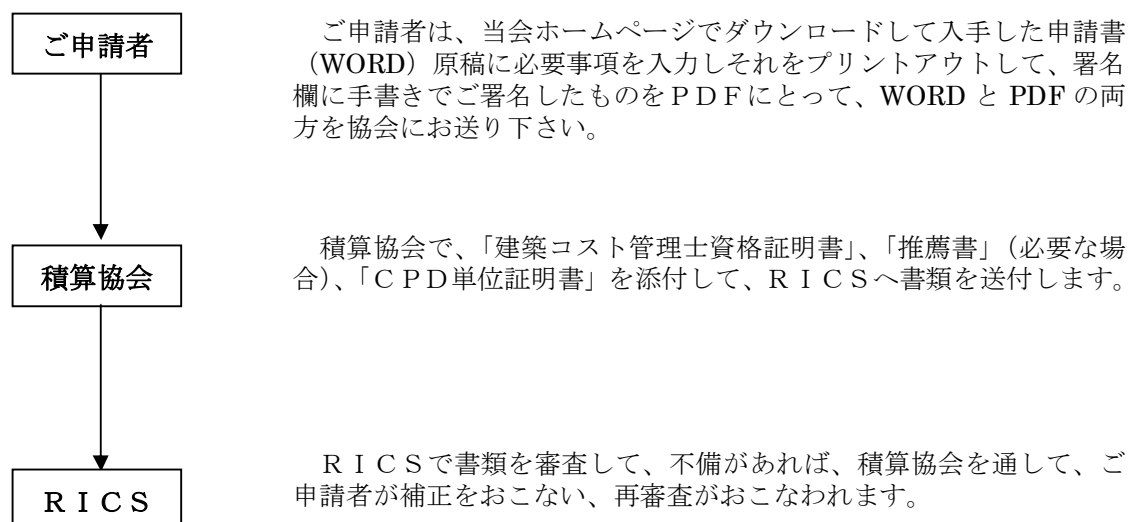 ご申請者
ご申請者は、当会ホームページでダウンロードして入手した申請書
（WORD）原稿に必要事項を入力しそれをプリントアウトして、署名
欄に手書きでご署名したものをＰＤＦにとって、WORD と PDF の両
方を協会にお送り下さい。
積算協会
積算協会で、「建築コスト管理士資格証明書」、「推薦書」（必要な場
合）、「ＣＰＤ単位証明書」を添付して、ＲＩＣＳへ書類を送付します。
ＲＩＣＳ
ＲＩＣＳで書類を審査して、不備があれば、積算協会を通して、ご
申請者が補正をおこない、再審査がおこなわれます。